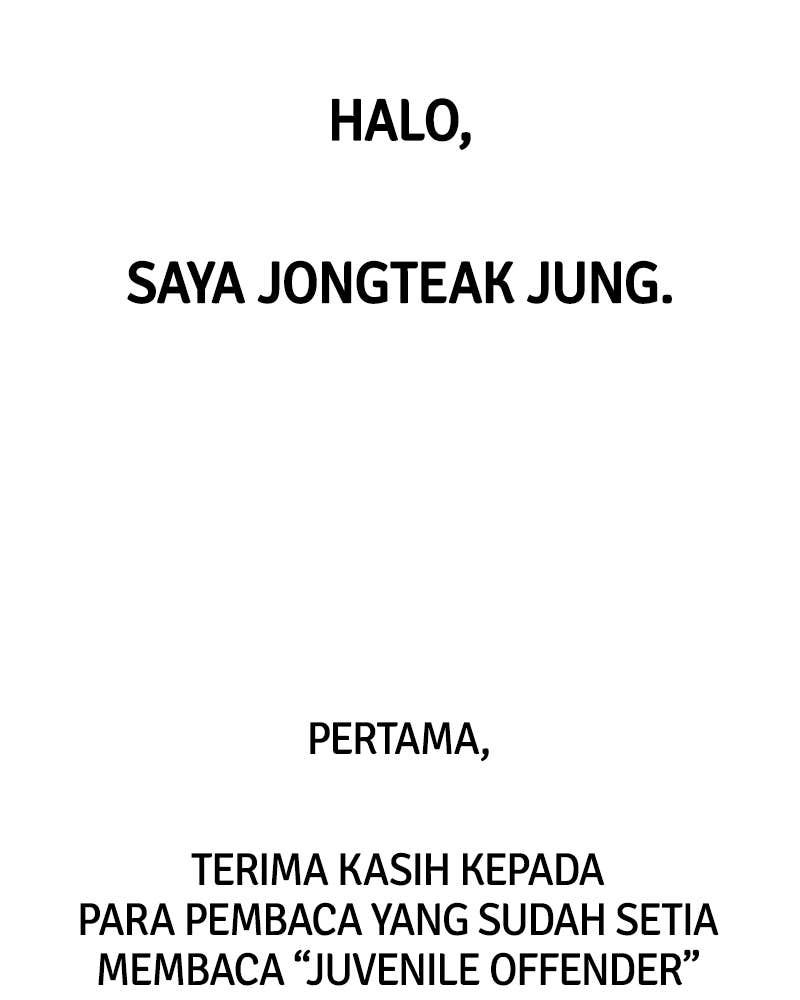 HALO,
SAYA JONGTEAK JUNG.
PERTAMA,
TERIMA KASIH KEPADA
PARA PEMBACA YANG SUDAH SETIA
MEMBACA “JUVENILE OFFENDER”